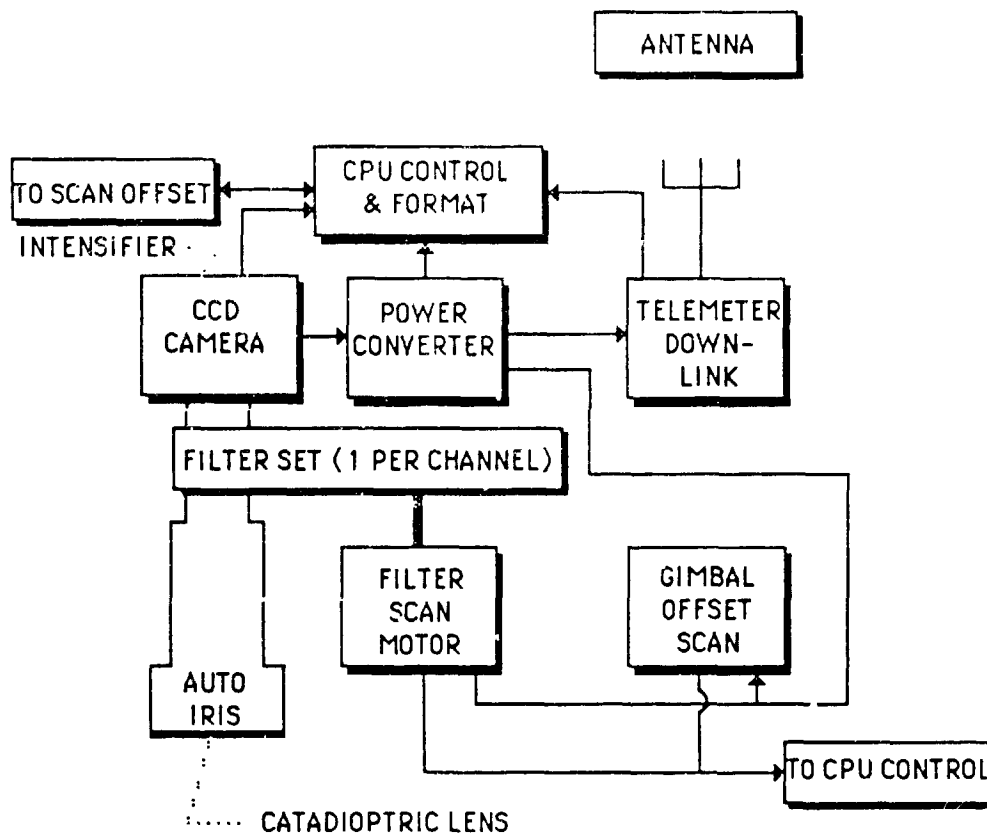 ANTENNA
CPU CONTROL
& FORMAT
TO SCAN OFFSET
INTENSIFIER
CCD
CAMERA
POWER
CONVERTER
TELEMETER
DOWN-
LINK
FILTER SET (1 PER CHANNEL)
FILTER
SCAN
MOTOR
GIMBAL
OFFSET
SCAN
AUTO
IRIS
TO CPU CONTROL
CATADIOPTRIC LENS